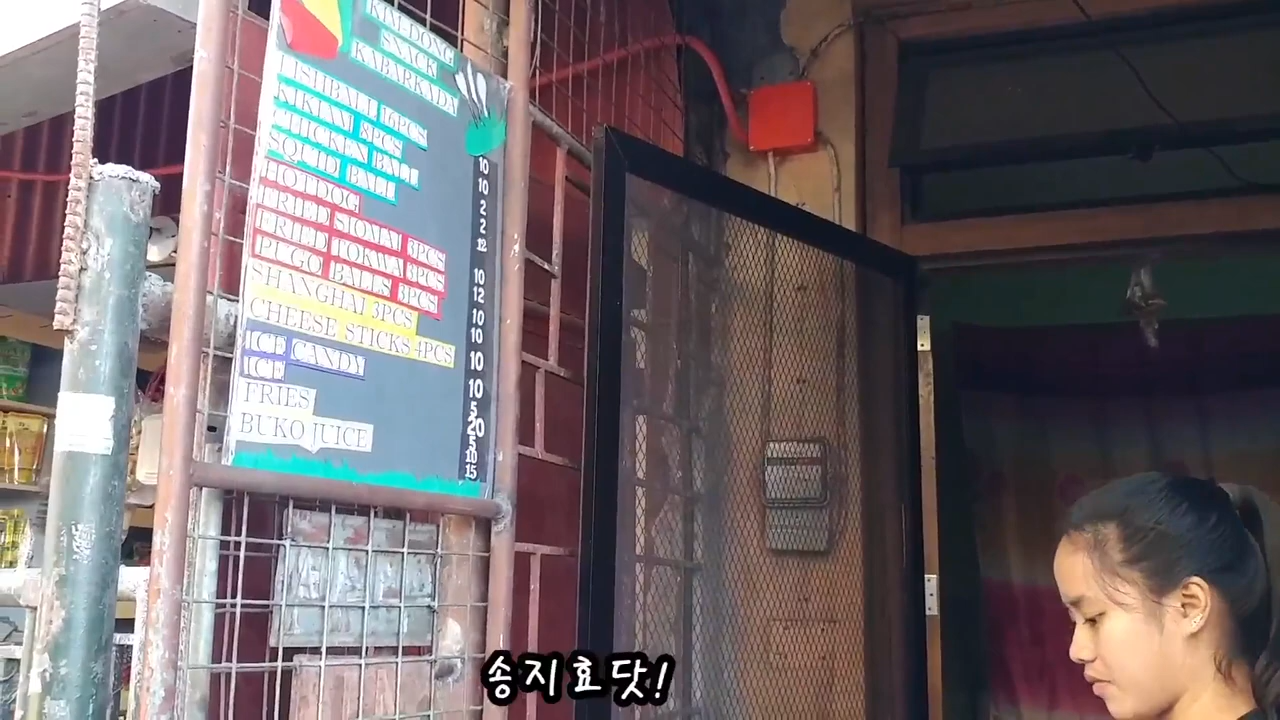 KIM-DONG
SNACK
KABARKADA
FISHBALL 16PCS
KIKIAM 8PCS
CHICKEN BALL
SQUID BALL
HOTDOG
FRIED SIOMAI 3PCS
FRIED TOKWA 3PCS
PUGO BALLS 3PCS
SHANGHAI 3PCS
CHEESE STICKS 4PCS
ICE CANDY
ICE
FRIES
BUKO JUICE
10
10
2
2
12
10
12
10
10
10
10
5
20
5
10
15
송지효닷!